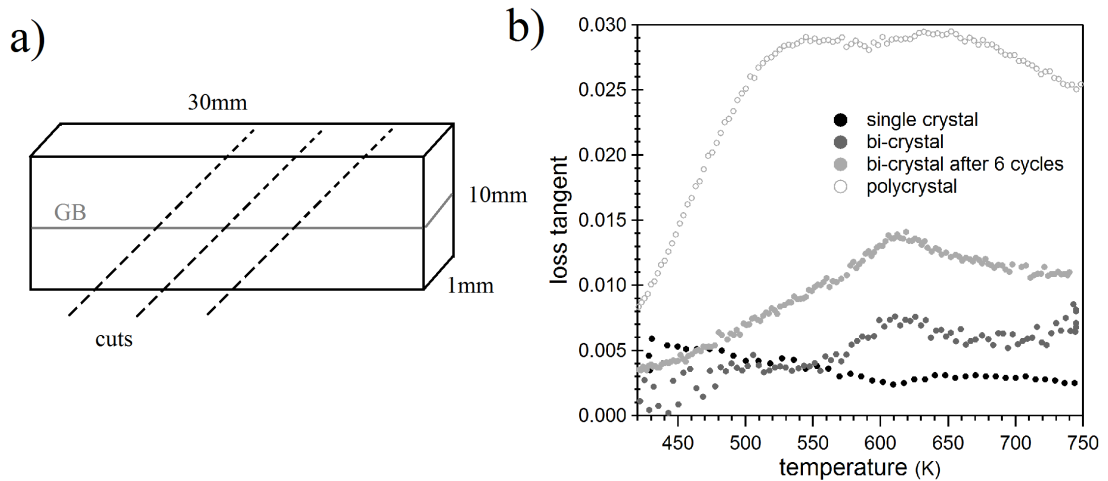 a)
30mm
GB
10mm
1mm
cuts
b)
0.030
0.025
0.020
0.015
0.010
0.005
0.000
loss tangent
single crystal
bi-crystal
bi-crystal after 6 cycles
polycrystal
450 500 550 600 650 700 750
temperature (K)